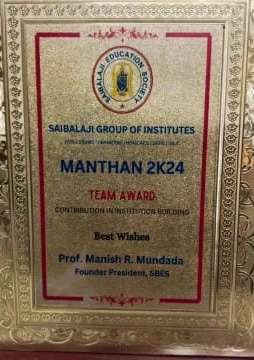 SAIBALAJI EDUCATION SOCIETY
SAIBALAJI GROUP OF INSTITUTES
MANTHAN 2K24
TEAM AWARD
CONTRIBUTION IN INSTITUTION BUILDING
Best Wishes
Prof. Manish R. Mundada
Founder President, SBES